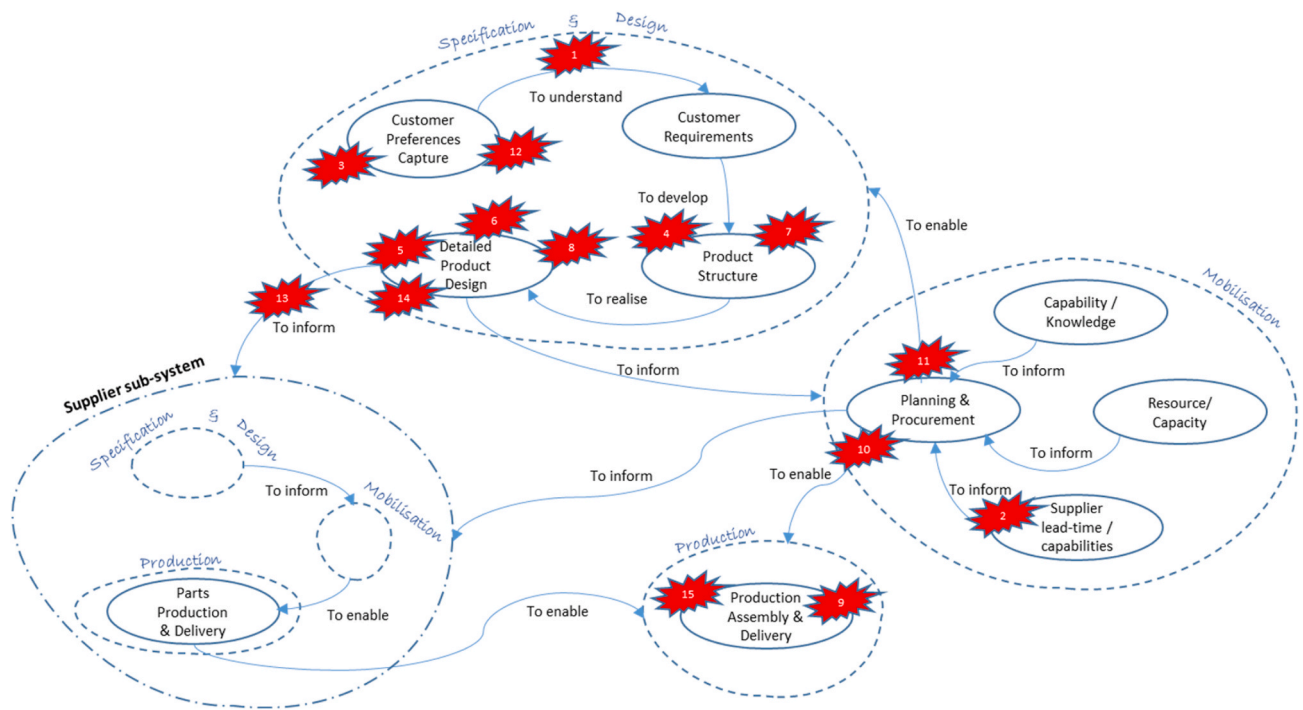 Specification & Design
1
To understand
Customer
Preferences
Capture
3
12
Customer
Requirements
To develop
4
7
Product
Structure
6
5
8
Detailed
Product
Design
14
To realise
13
To inform
To inform
To enable
Mobilisation
Capability /
Knowledge
To inform
11
Planning &
Procurement
Resource/
Capacity
To inform
10
To enable
To inform
2
Supplier
lead-time /
capabilities
To inform
Supplier sub-system
Specification & Design
To inform
Mobilisation
Production
Parts
Production
& Delivery
To enable
To enable
Production
15
9
Production
Assembly &
Delivery